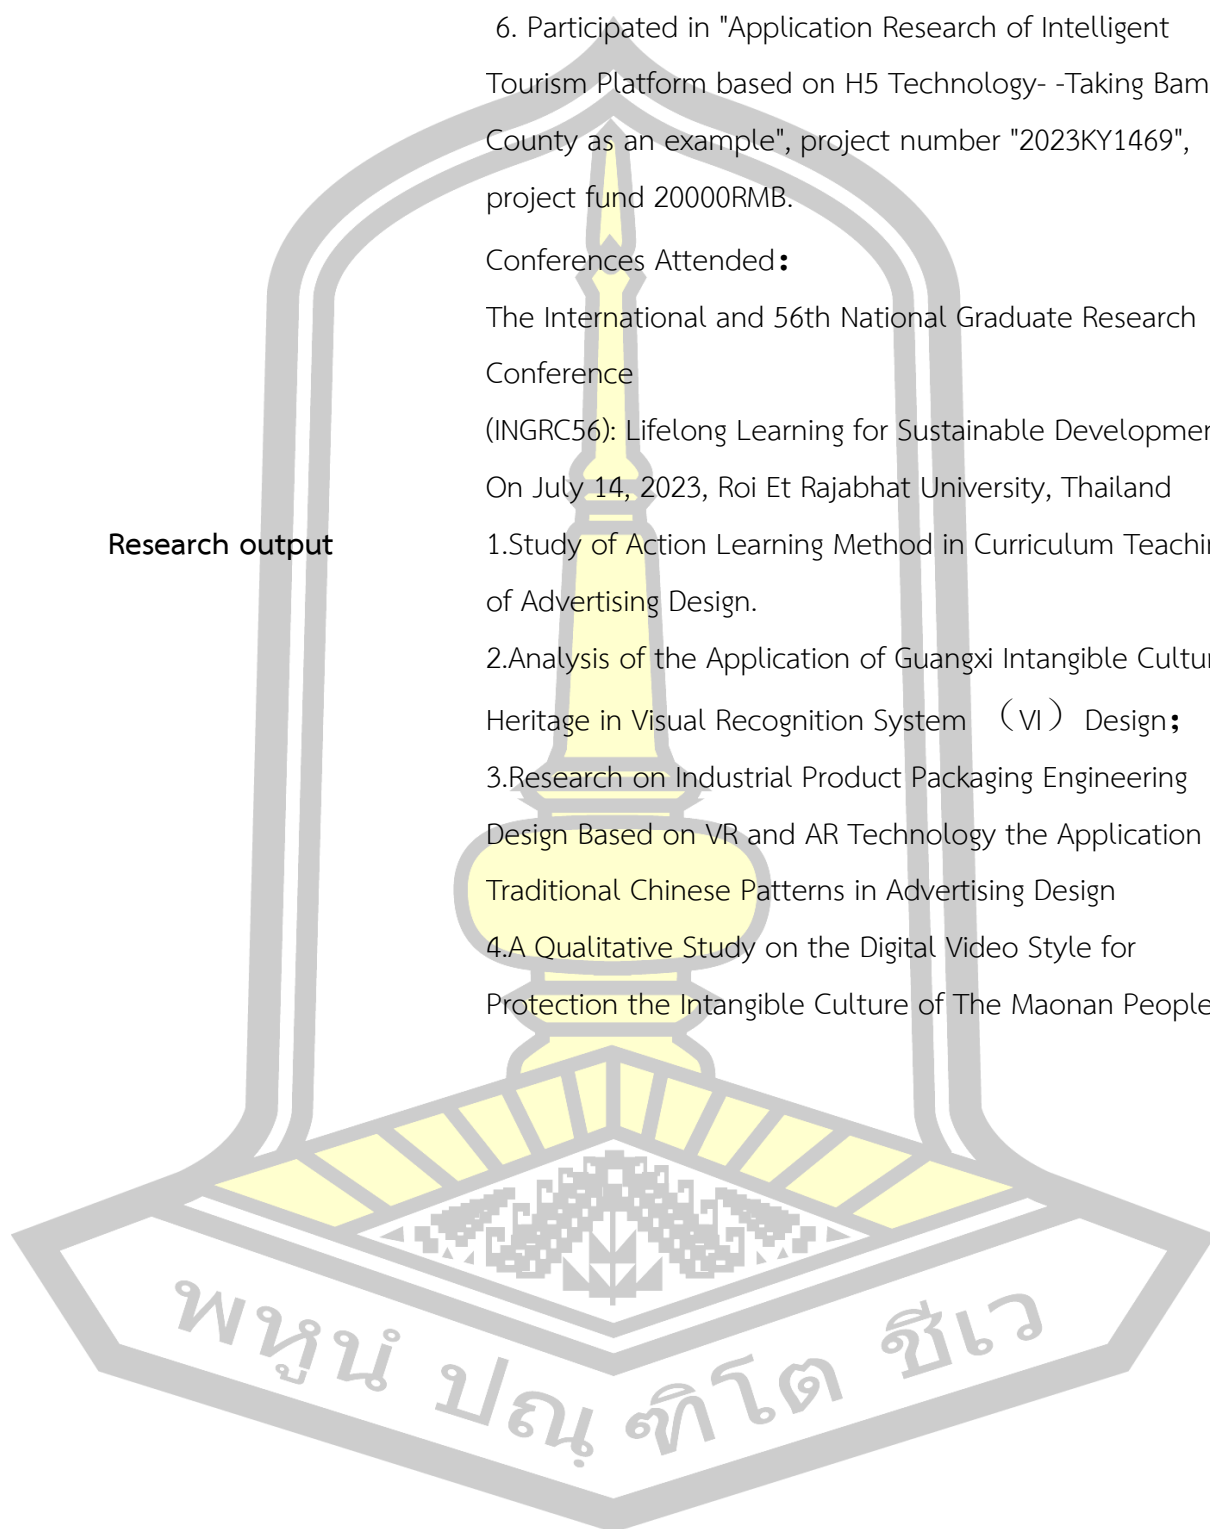 6. Participated in "Application Research of Intelligent
Tourism Platform based on H5 Technology- -Taking Bam
County as an example", project number "2023KY1469",
project fund 20000RMB.
Conferences Attended：
The International and 56th National Graduate Research
Conference
(INGRC56): Lifelong Learning for Sustainable Developmen
On July 14, 2023, Roi Et Rajabhat University, Thailand
Research output 1.Study of Action Learning Method in Curriculum Teachin
of Advertising Design.
2.Analysis of the Application of Guangxi Intangible Cultur
Heritage in Visual Recognition System （VI） Design；
3.Research on Industrial Product Packaging Engineering
Design Based on VR and AR Technology the Application
Traditional Chinese Patterns in Advertising Design
4.A Qualitative Study on the Digital Video Style for
Protection the Intangible Culture of The Maonan People
พหูนํ ปณฺฑิโต ชีเว